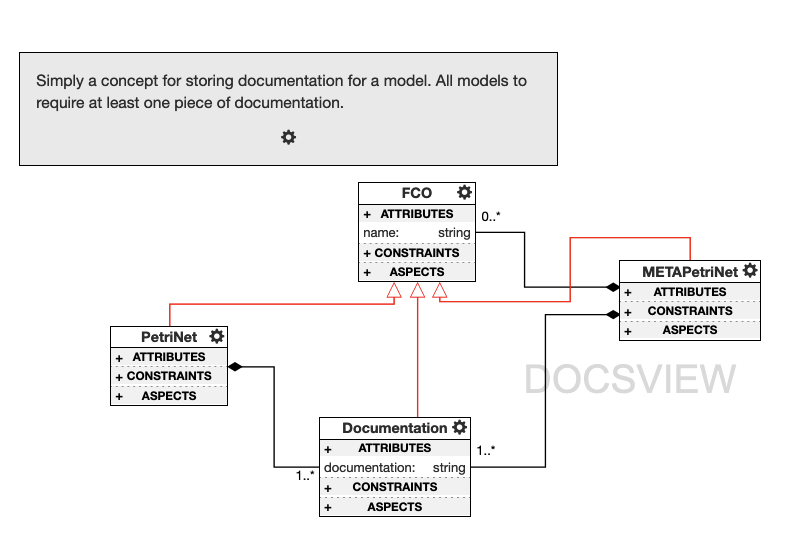 Simply a concept for storing documentation for a model. All models to
require at least one piece of documentation.
FCO
+ ATTRIBUTES
name: string
+ CONSTRAINTS
+ ASPECTS
0..*
METAPetriNet
+ ATTRIBUTES
+ CONSTRAINTS
+ ASPECTS
PetriNet
+ ATTRIBUTES
+ CONSTRAINTS
+ ASPECTS
DOCSVIEW
Documentation
+ ATTRIBUTES
documentation: string
+ CONSTRAINTS
+ ASPECTS
1..*
1..*